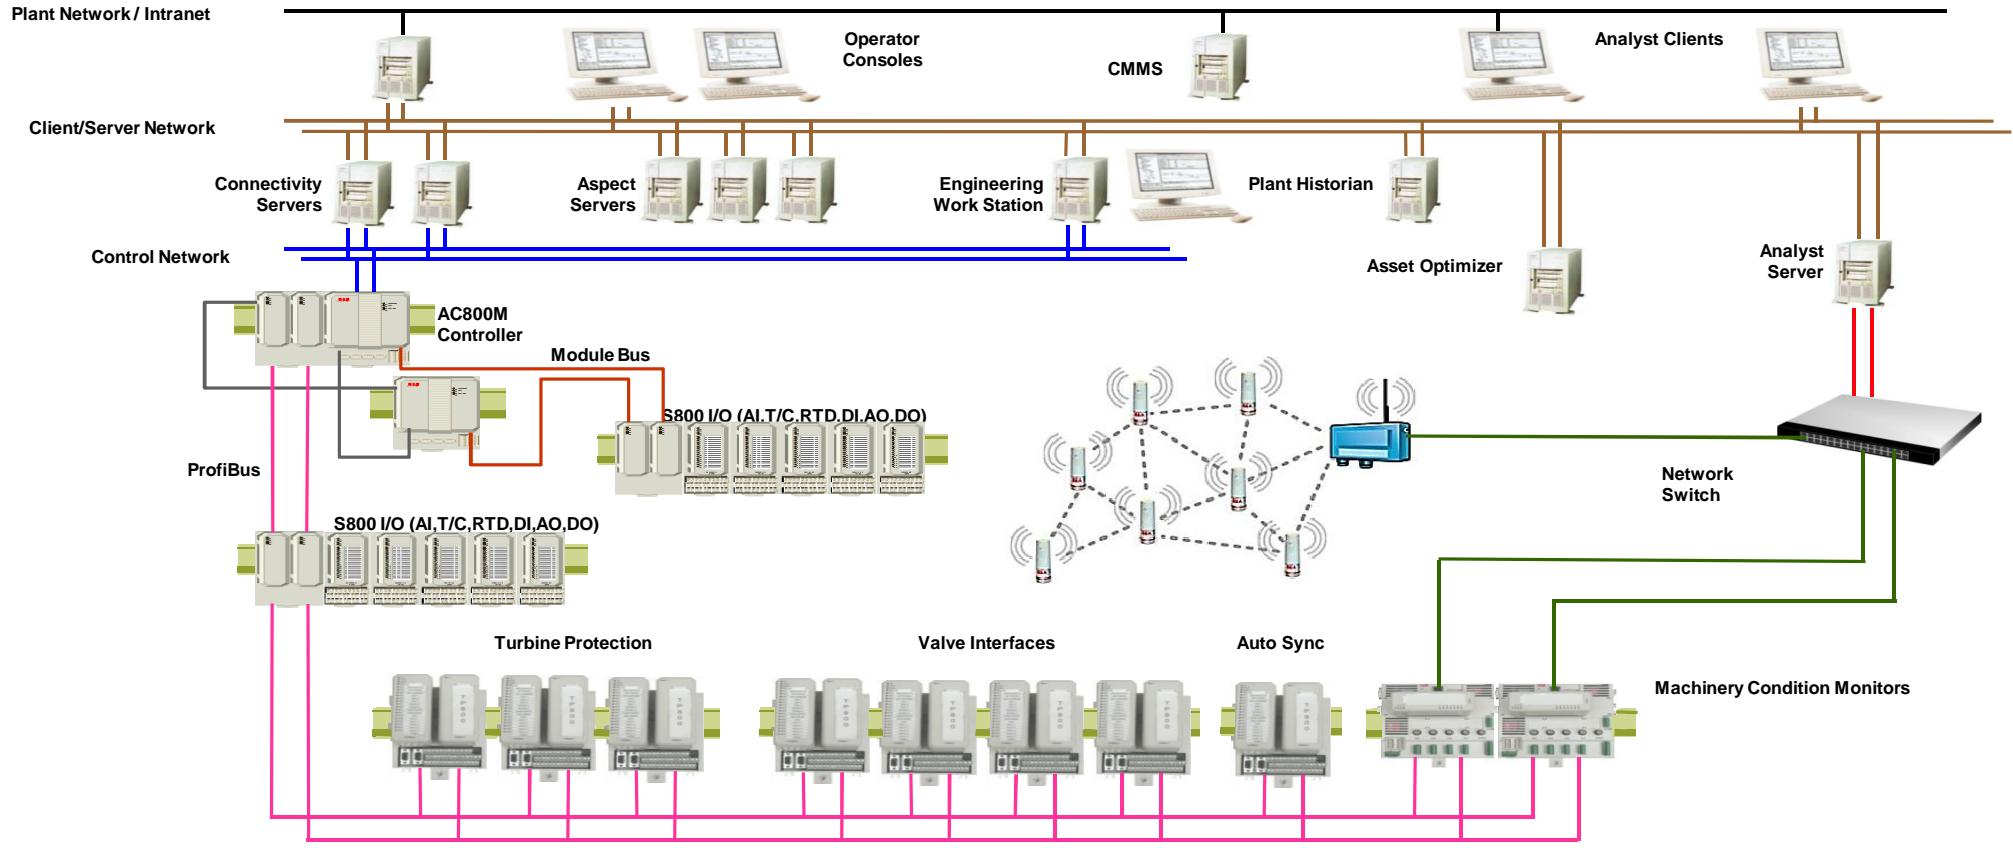 Plant Network / Intranet
Operator
Consoles
CMMS
Analyst Clients
Client/Server Network
Connectivity
Servers
Aspect
Servers
Engineering
Work Station
Plant Historian
Control Network
Asset Optimizer
Analyst
Server
AC800M
Controller
Module Bus
S800 I/O (AI,T/C,RTD,DI,AO,DO)
ProfiBus
Network
Switch
S800 I/O (AI,T/C,RTD,DI,AO,DO)
Turbine Protection
Valve Interfaces
Auto Sync
Machinery Condition Monitors